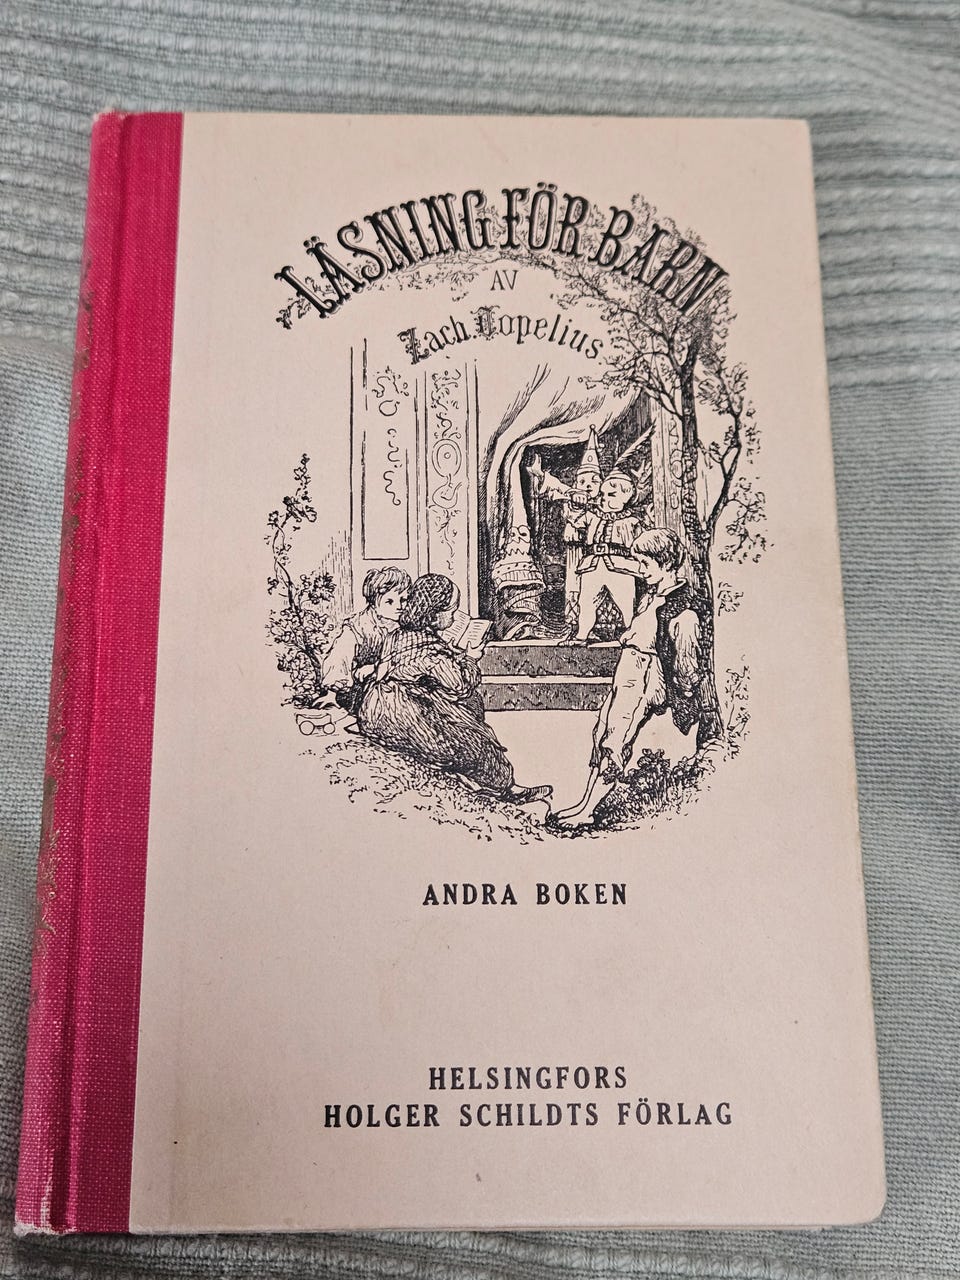 LÄSNING FÖR BARN
AV
Zach. Topelius
ANDRA BOKEN
HELSINGFORS
HOLGER SCHILDTS FÖRLAG